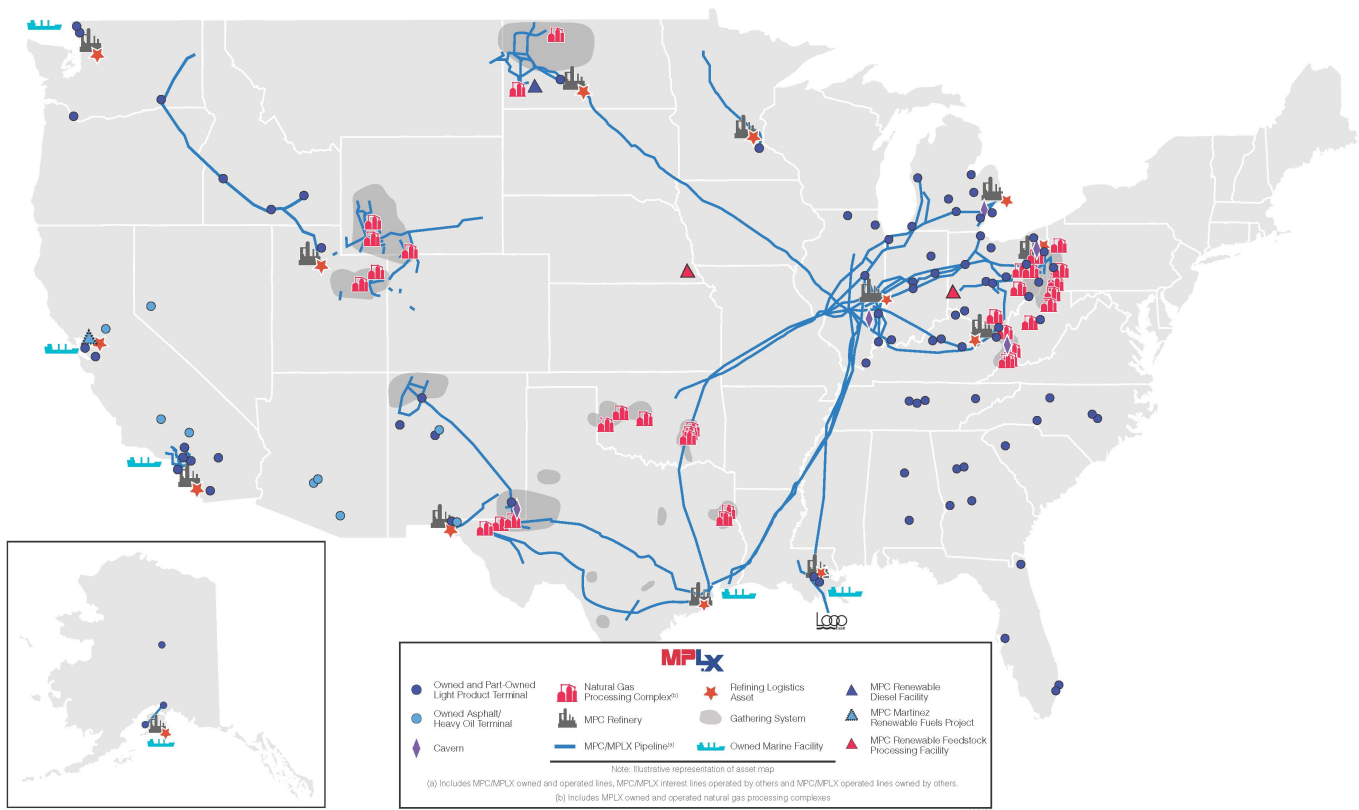 LOOP
MPLX
Owned and Part-Owned
Light Product Terminal
Natural Gas
Processing Complex(b)
Refining Logistics
Asset
MPC Renewable
Diesel Facility
Owned Asphalt/
Heavy Oil Terminal
MPC Refinery
Gathering System
MPC Martinez
Renewable Fuels Project
Cavern
MPC/MPLX Pipeline(a)
Owned Marine Facility
MPC Renewable Feedstock
Processing Facility
Note: Illustrative representation of asset map
(a) Includes MPC/MPLX owned and operated lines, MPC/MPLX interest lines operated by others and MPC/MPLX operated lines owned by others.
(b) Includes MPLX owned and operated natural gas processing complexes